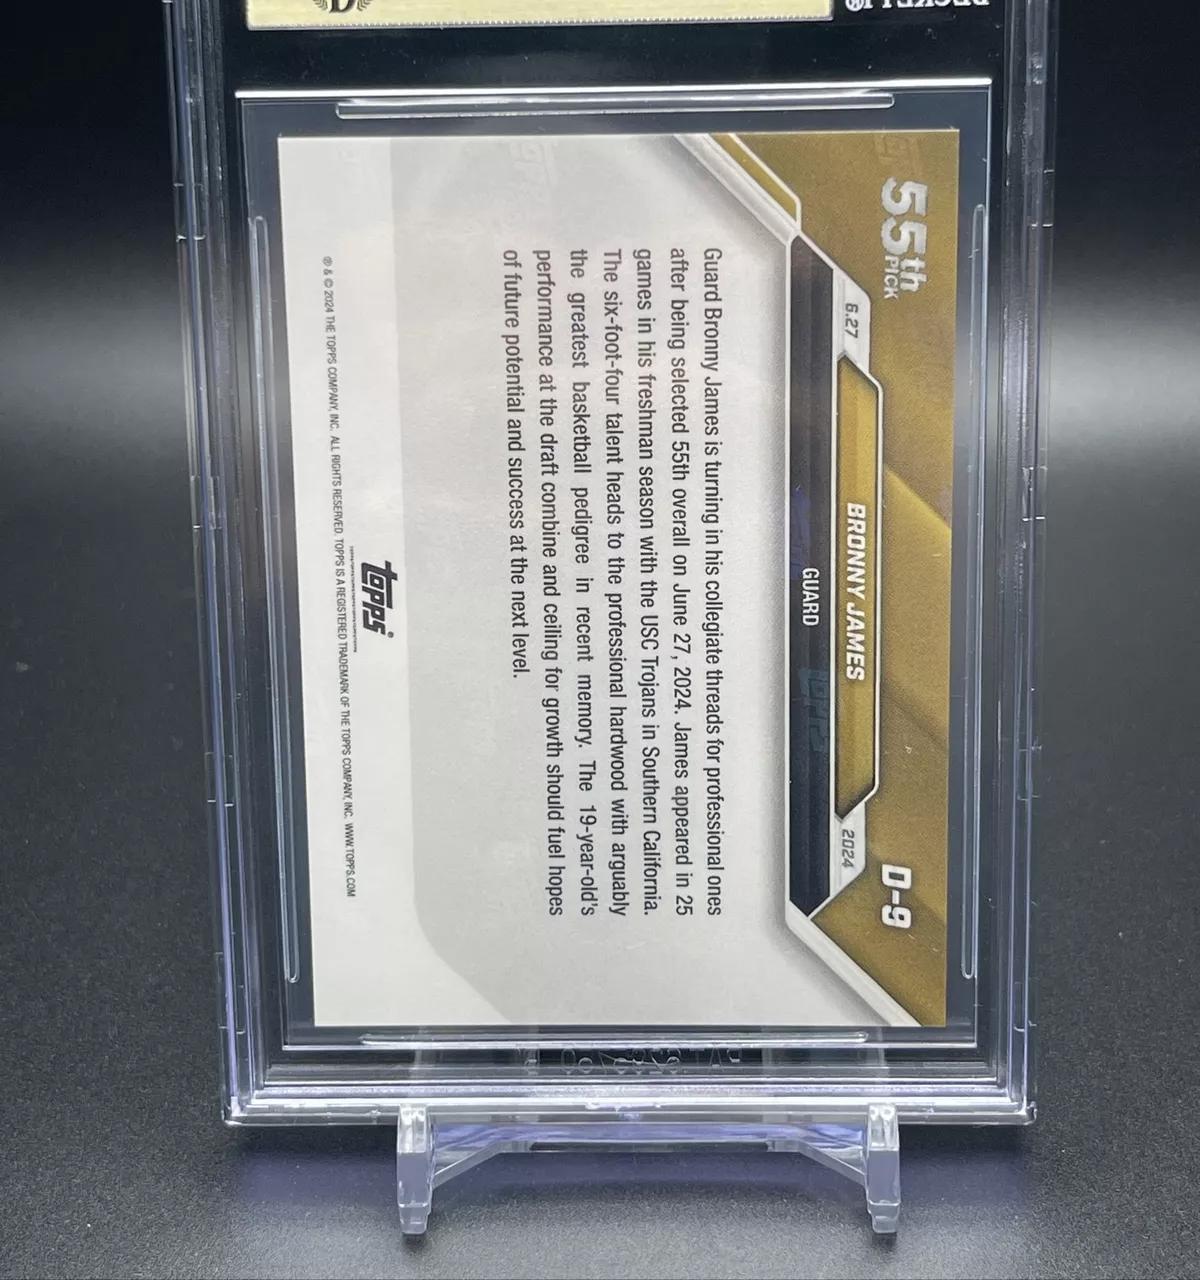 BECKETT®
55th
PICK
D-9
6.27
BRONNY JAMES
2024
GUARD
Guard Bronny James is turning in his collegiate threads for professional ones
after being selected 55th overall on June 27, 2024. James appeared in 25
games in his freshman season with the USC Trojans in Southern California.
The six-foot-four talent heads to the professional hardwood with arguably
the greatest basketball pedigree in recent memory. The 19-year-old's
performance at the draft combine and ceiling for growth should fuel hopes
of future potential and success at the next level.
topps
® & © 2024 THE TOPPS COMPANY, INC. ALL RIGHTS RESERVED. TOPPS IS A REGISTERED TRADEMARK OF THE TOPPS COMPANY, INC. WWW.TOPPS.COM